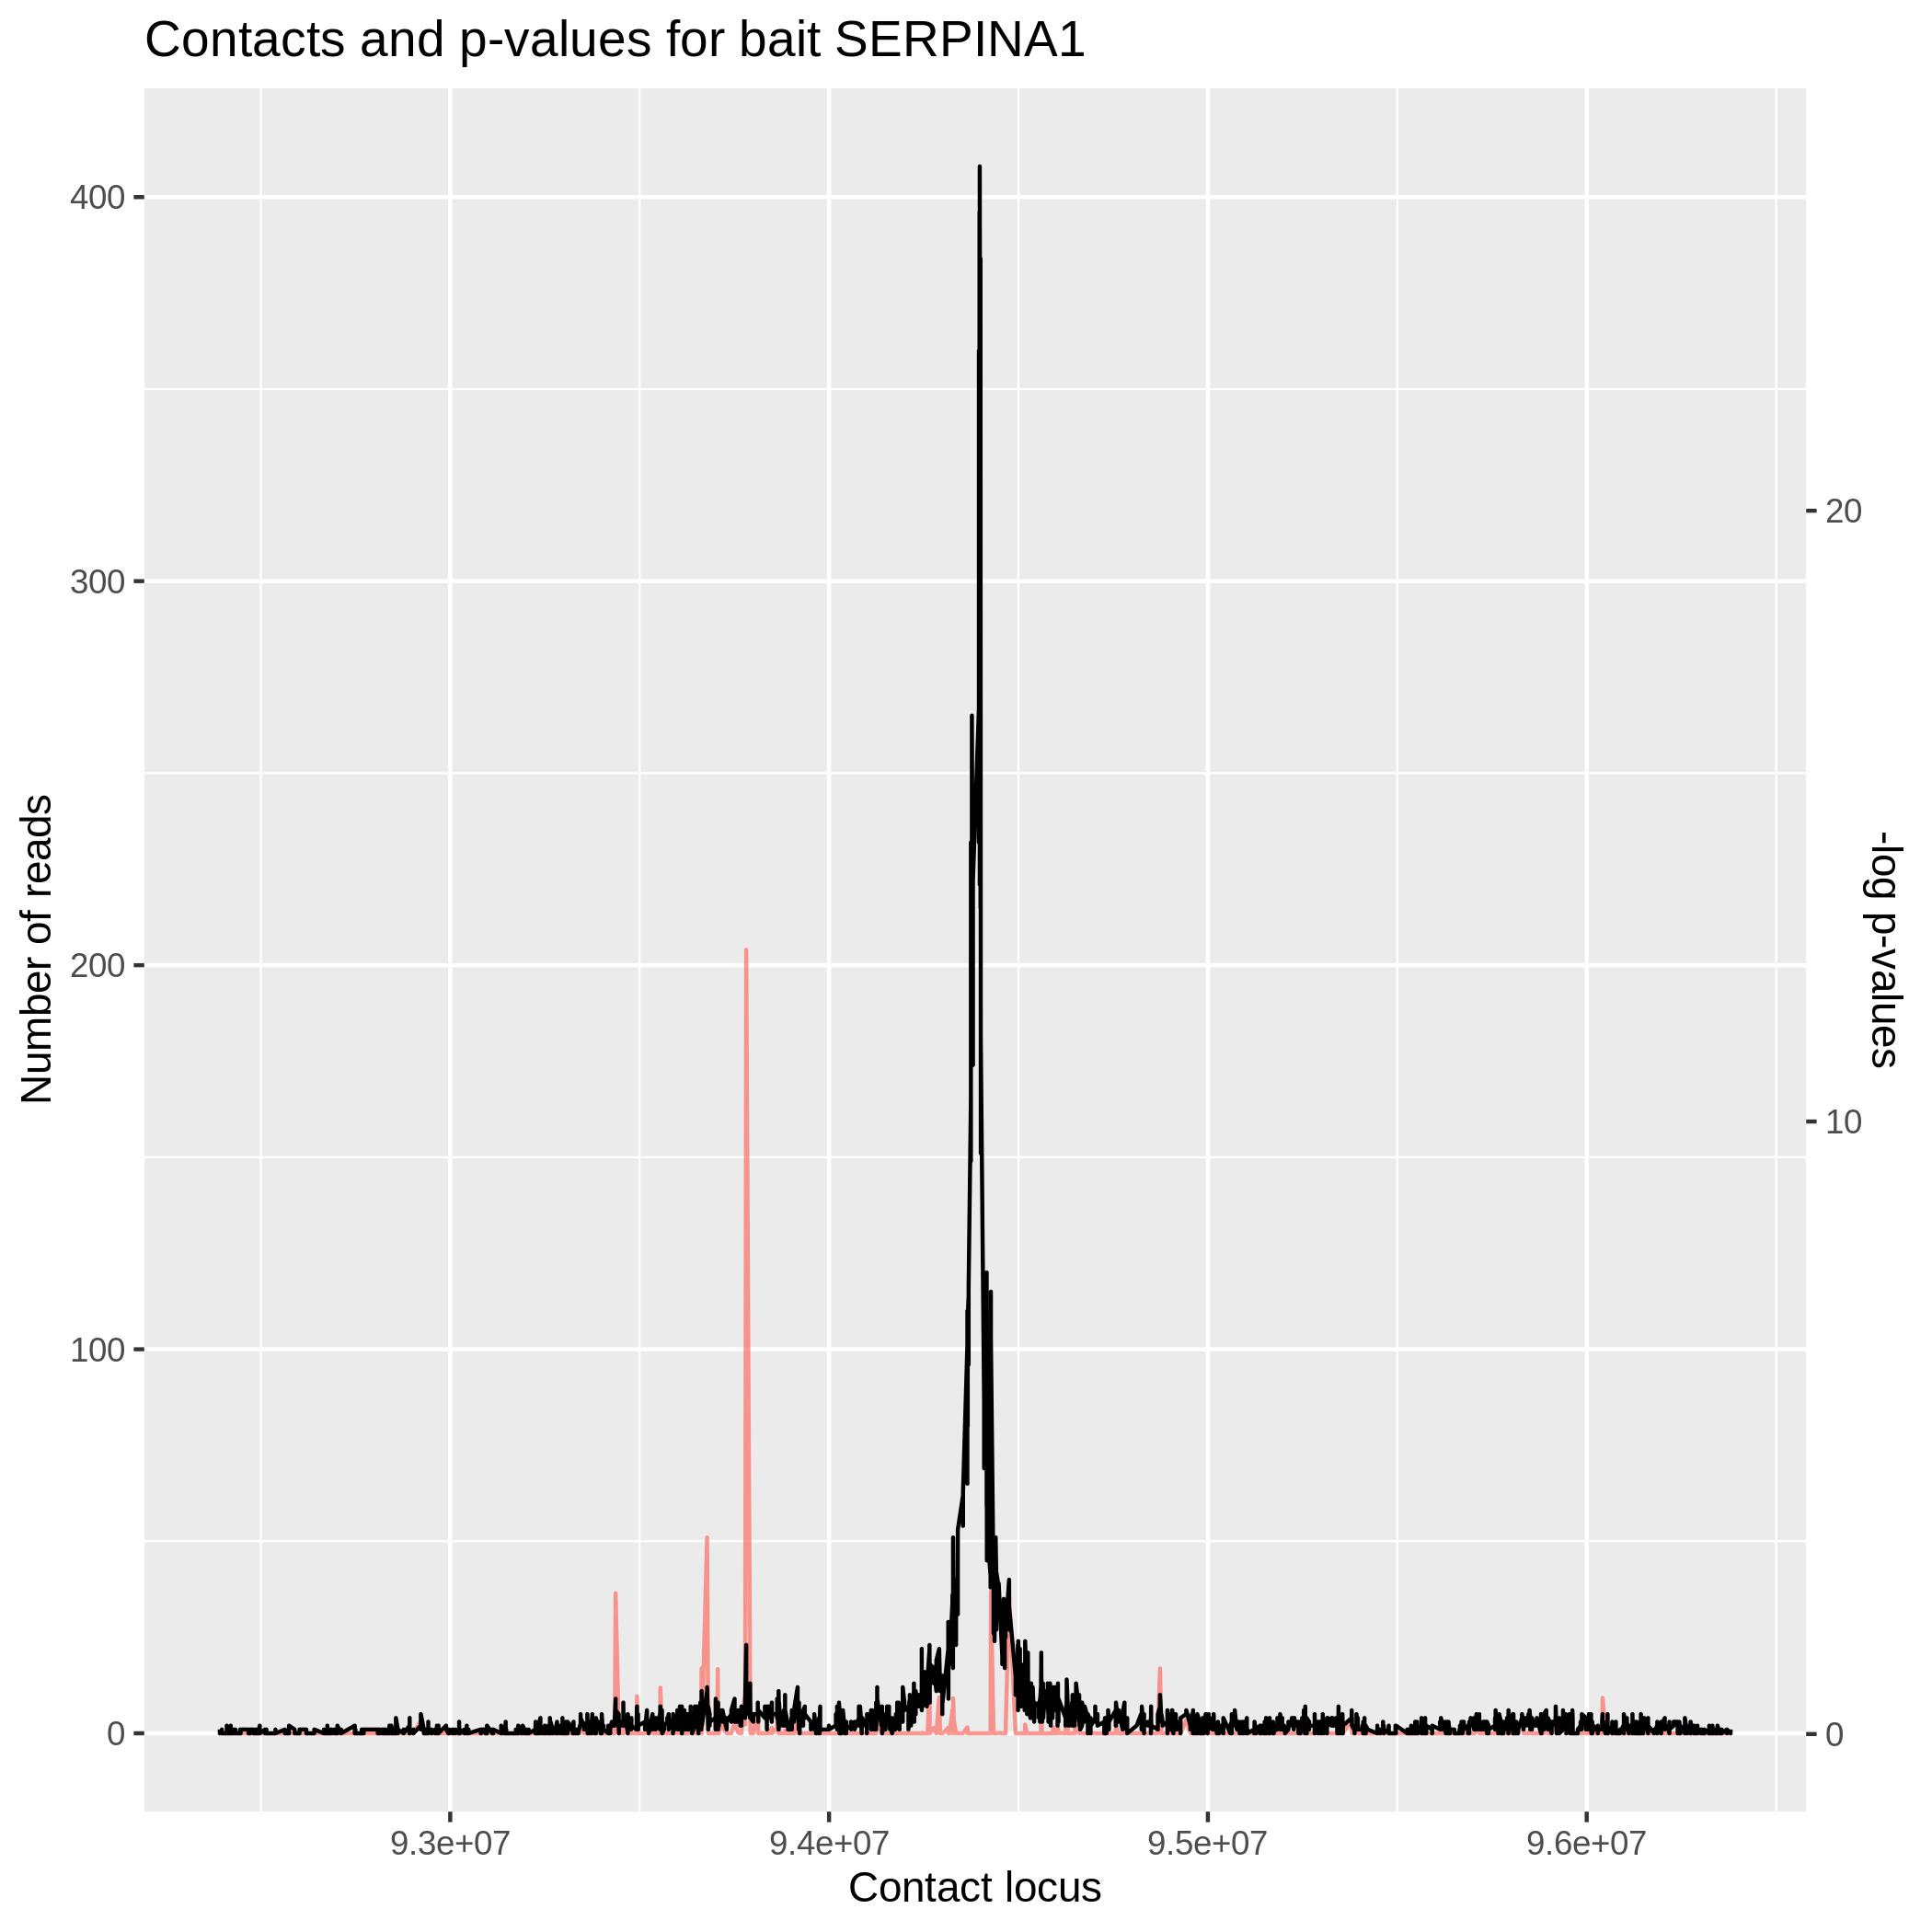 Contacts and p-values for bait SERPINA1
400
300
200
100
0
Number of reads
20
10
0
-log p-values
9.3e+07
9.4e+07
9.5e+07
9.6e+07
Contact locus